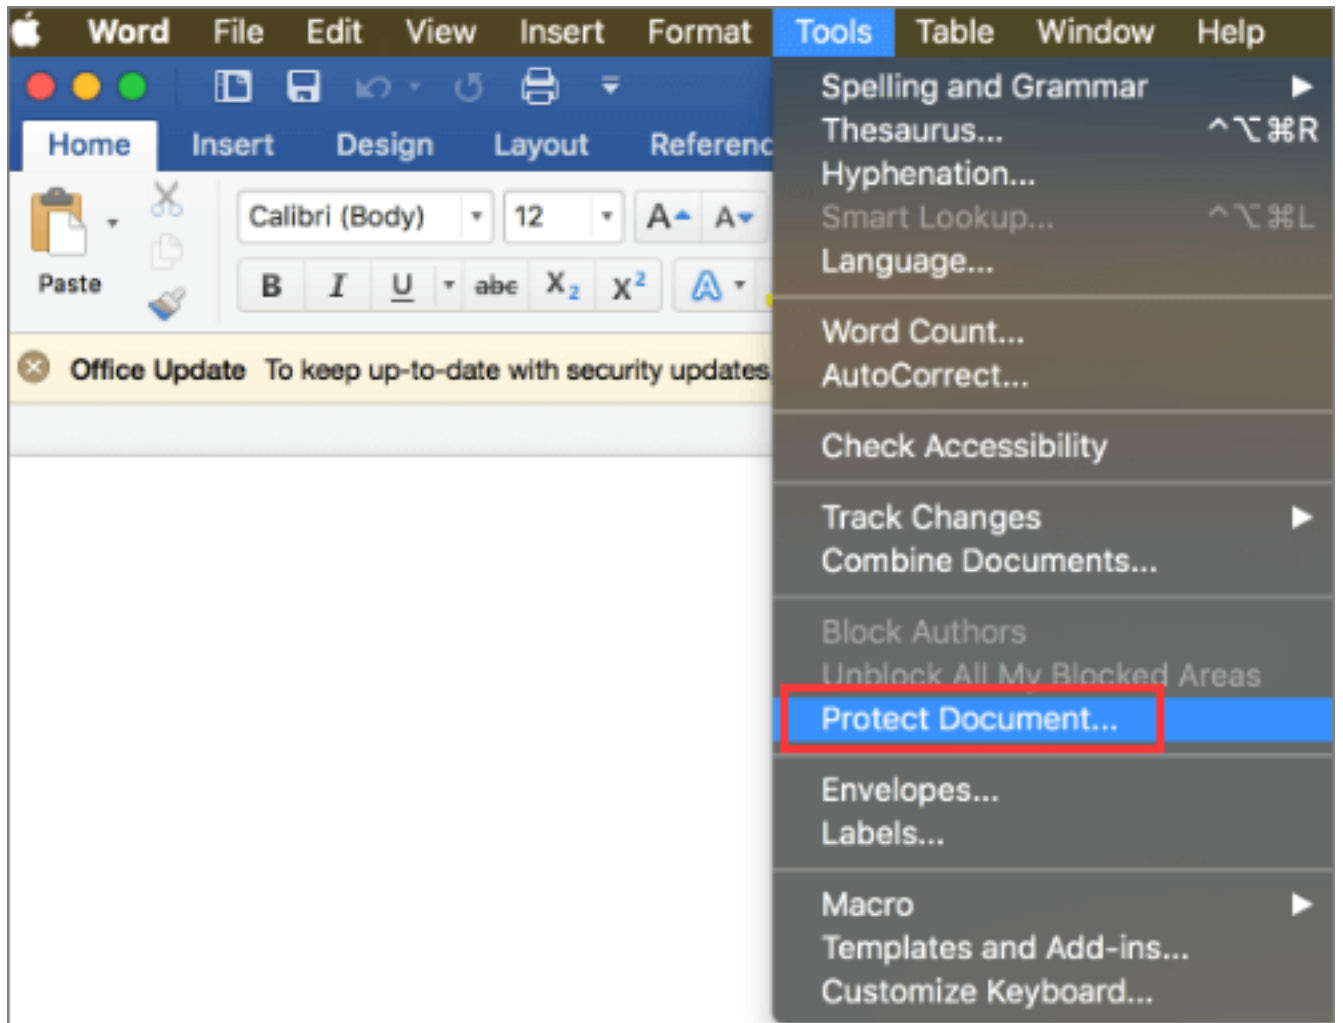 Word File Edit View Insert Format Tools Table Window Help
Home Insert Design Layout Referenc
Paste
Calibri (Body) 12 A A
B I U abc X2 X2 A
Office Update To keep up-to-date with security updates,
Spelling and Grammar
Thesaurus... ^⌥⌘R
Hyphenation...
Smart Lookup... ^⌥⌘L
Language...
Word Count...
AutoCorrect...
Check Accessibility
Track Changes
Combine Documents...
Block Authors
Unblock All My Blocked Areas
Protect Document...
Envelopes...
Labels...
Macro
Templates and Add-ins...
Customize Keyboard...